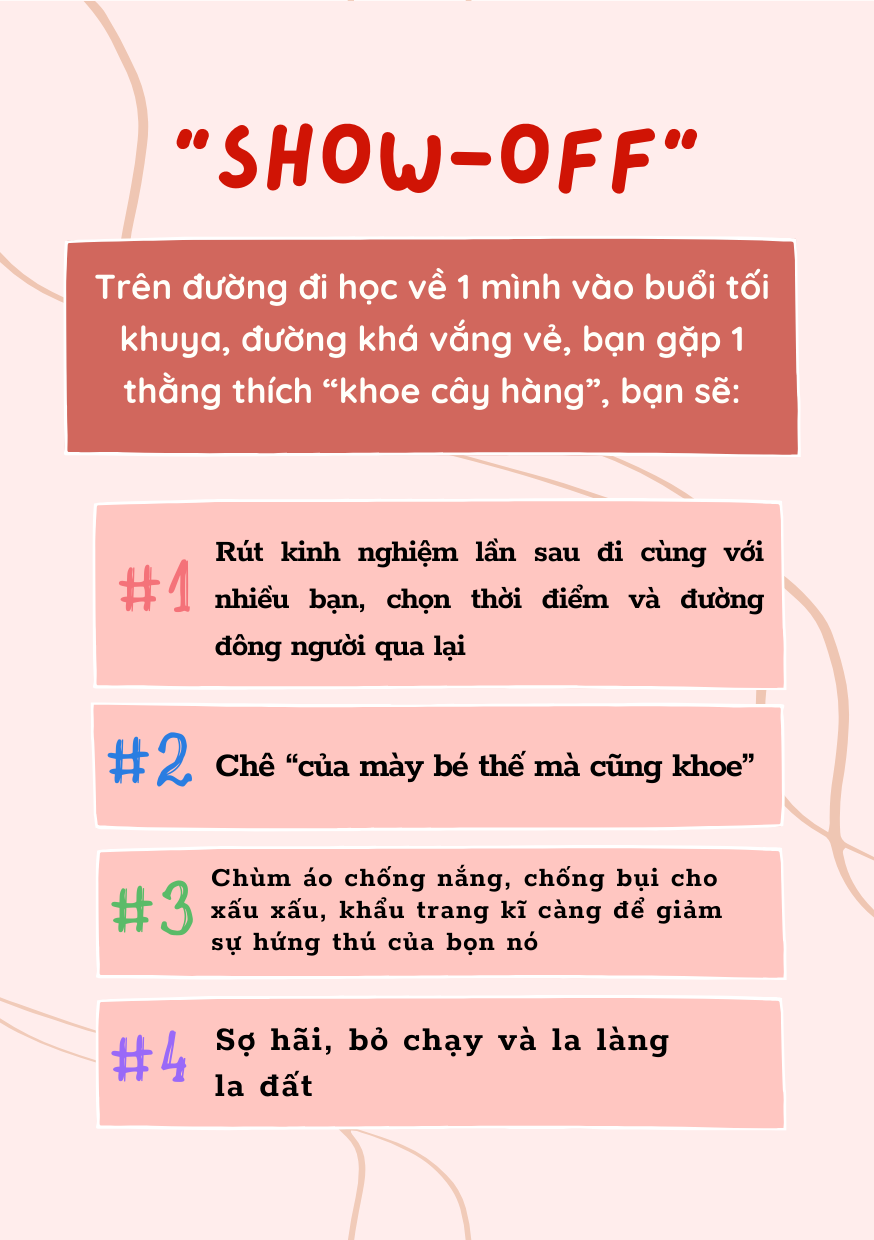 "SHOW-OFF"
Trên đường đi học về 1 mình vào buổi tối
khuya, đường khá vắng vẻ, bạn gặp 1
thằng thích “khoe cây hàng”, bạn sẽ:
#1
Rút kinh nghiệm lần sau đi cùng với
nhiều bạn, chọn thời điểm và đường
đông người qua lại
#2
Chê “của mày bé thế mà cũng khoe”
#3
Chùm áo chống nắng, chống bụi cho
xấu xấu, khẩu trang kĩ càng để giảm
sự hứng thú của bọn nó
#4
Sợ hãi, bỏ chạy và la làng
la đất